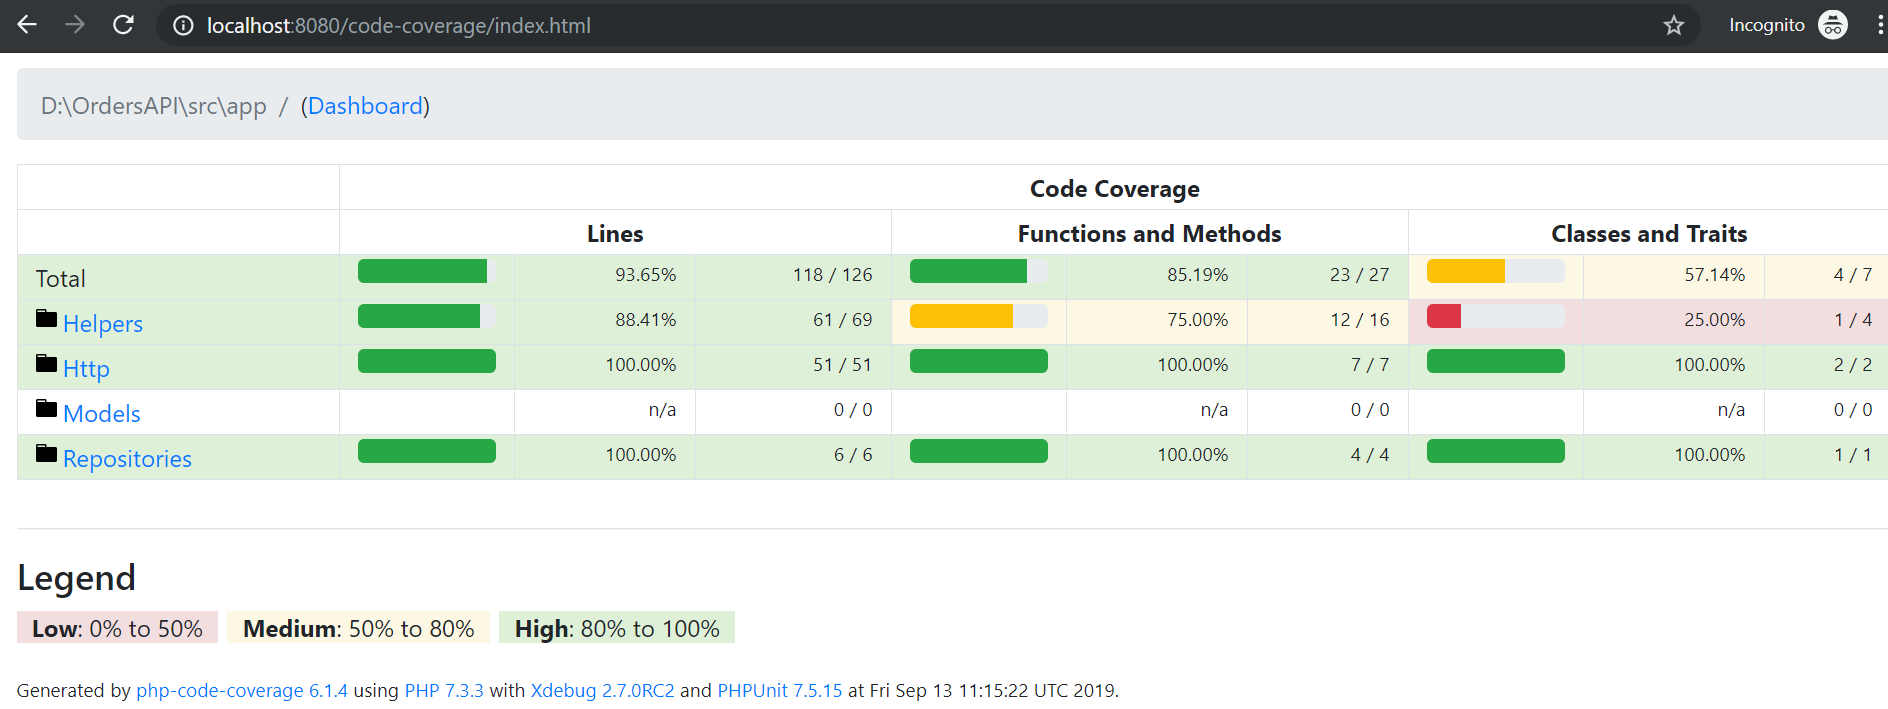 localhost:8080/code-coverage/index.html Incognito
D:\OrdersAPI\src\app / (Dashboard)
Code Coverage
Lines Functions and Methods Classes and Traits
Total 93.65% 118 / 126 85.19% 23 / 27 57.14% 4 / 7
Helpers 88.41% 61 / 69 75.00% 12 / 16 25.00% 1 / 4
Http 100.00% 51 / 51 100.00% 7 / 7 100.00% 2 / 2
Models n/a 0 / 0 n/a 0 / 0 n/a 0 / 0
Repositories 100.00% 6 / 6 100.00% 4 / 4 100.00% 1 / 1
Legend
Low: 0% to 50% Medium: 50% to 80% High: 80% to 100%
Generated by php-code-coverage 6.1.4 using PHP 7.3.3 with Xdebug 2.7.0RC2 and PHPUnit 7.5.15 at Fri Sep 13 11:15:22 UTC 2019.